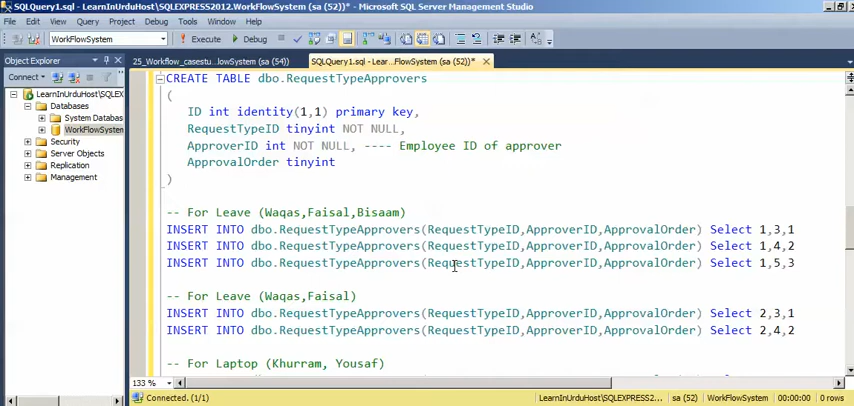 SQLQuery1.sql - LearnInUrduHost\SQLEXPRESS2012.WorkFlowSystem (sa (52))* - Microsoft SQL Server Management Studio
File Edit View Query Project Debug Tools Window Help
WorkFlowSystem Execute Debug
Object Explorer
25_Workflow_casestu...lowSystem (sa (54))
SQLQuery1.sql - Lear...FlowSystem (sa (52))*
Connect
LearnInUrduHost\SQLEXP
Databases
System Databas
WorkFlowSystem
Security
Server Objects
Replication
Management
CREATE TABLE dbo.RequestTypeApprovers
(
ID int identity(1,1) primary key,
RequestTypeID tinyint NOT NULL,
ApproverID int NOT NULL, ---- Employee ID of approver
ApprovalOrder tinyint
)
-- For Leave (Waqas,Faisal,Bisaam)
INSERT INTO dbo.RequestTypeApprovers(RequestTypeID,ApproverID,ApprovalOrder) Select 1,3,1
INSERT INTO dbo.RequestTypeApprovers(RequestTypeID,ApproverID,ApprovalOrder) Select 1,4,2
INSERT INTO dbo.RequestTypeApprovers(RequestTypeID,ApproverID,ApprovalOrder) Select 1,5,3
-- For Leave (Waqas,Faisal)
INSERT INTO dbo.RequestTypeApprovers(RequestTypeID,ApproverID,ApprovalOrder) Select 2,3,1
INSERT INTO dbo.RequestTypeApprovers(RequestTypeID,ApproverID,ApprovalOrder) Select 2,4,2
-- For Laptop (Khurram, Yousaf)
133 %
Connected. (1/1)
LearnInUrduHost\SQLEXPRESS2... sa (52) WorkFlowSystem 00:00:00 0 rows